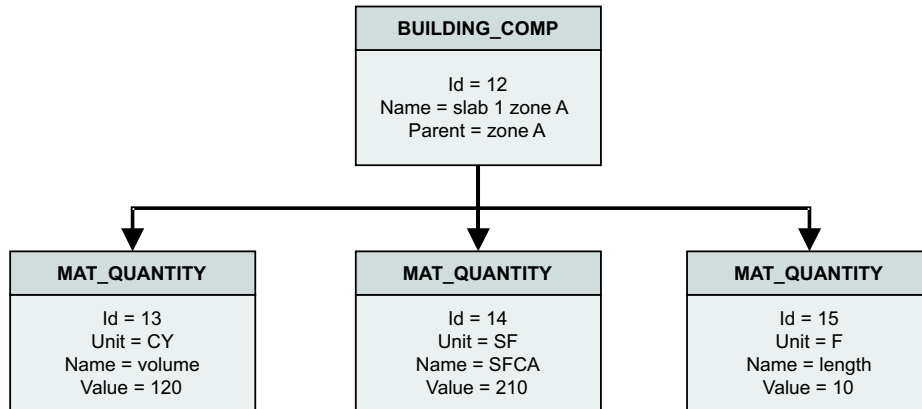 BUILDING_COMP
Id = 12
Name = slab 1 zone A
Parent = zone A
MAT_QUANTITY
Id = 13
Unit = CY
Name = volume
Value = 120
MAT_QUANTITY
Id = 14
Unit = SF
Name = SFCA
Value = 210
MAT_QUANTITY
Id = 15
Unit = F
Name = length
Value = 10